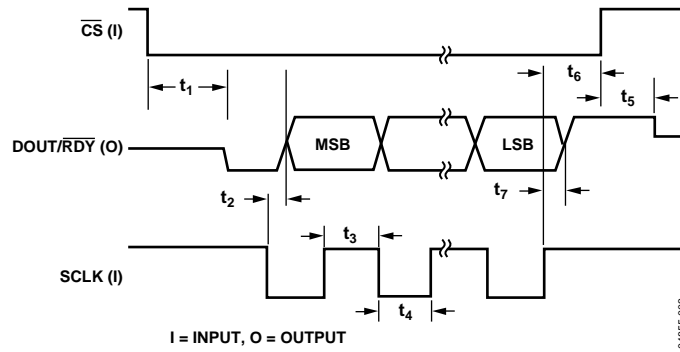 CS (I)
t6
t1
t5
DOUT/RDY (O)
MSB
LSB
t2
t7
t3
SCLK (I)
t4
I = INPUT, O = OUTPUT